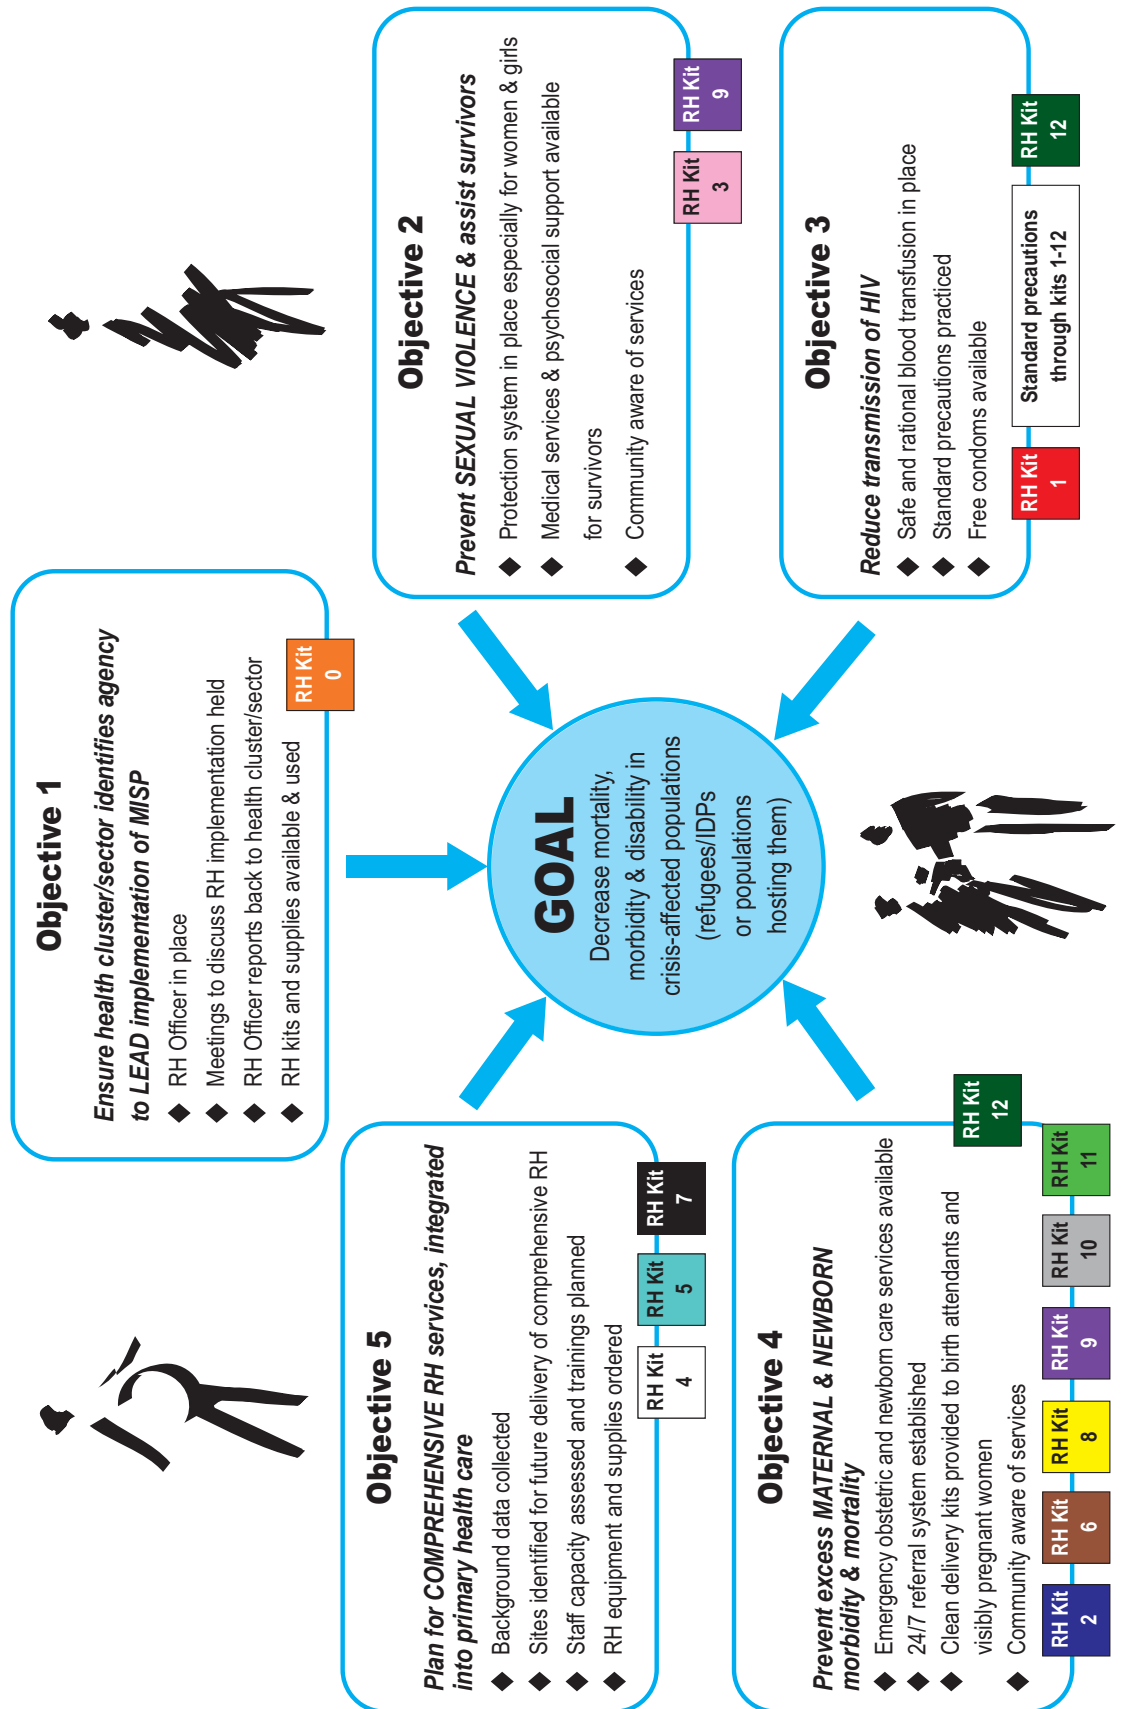 Objective 1
Ensure health cluster/sector identifies agency
to LEAD implementation of MISP
◆ RH Officer in place
◆ Meetings to discuss RH implementation held
◆ RH Officer reports back to health cluster/sector
◆ RH kits and supplies available & used
RH Kit
0
Objective 2
Prevent SEXUAL VIOLENCE & assist survivors
◆ Protection system in place especially for women & girls
◆ Medical services & psychosocial support available
for survivors
◆ Community aware of services
RH Kit
3
RH Kit
9
Objective 3
Reduce transmission of HIV
◆ Safe and rational blood transfusion in place
◆ Standard precautions practiced
◆ Free condoms available
RH Kit
1
Standard precautions
through kits 1-12
RH Kit
12
Objective 4
Prevent excess MATERNAL & NEWBORN
morbidity & mortality
◆ Emergency obstetric and newborn care services available
◆ 24/7 referral system established
◆ Clean delivery kits provided to birth attendants and
visibly pregnant women
◆ Community aware of services
RH Kit
2
RH Kit
6
RH Kit
8
RH Kit
9
RH Kit
10
RH Kit
11
RH Kit
12
Objective 5
Plan for COMPREHENSIVE RH services, integrated
into primary health care
◆ Background data collected
◆ Sites identified for future delivery of comprehensive RH
◆ Staff capacity assessed and trainings planned
◆ RH equipment and supplies ordered
RH Kit
4
RH Kit
5
RH Kit
7
GOAL
Decrease mortality,
morbidity & disability in
crisis-affected populations
(refugees/IDPs
or populations
hosting them)